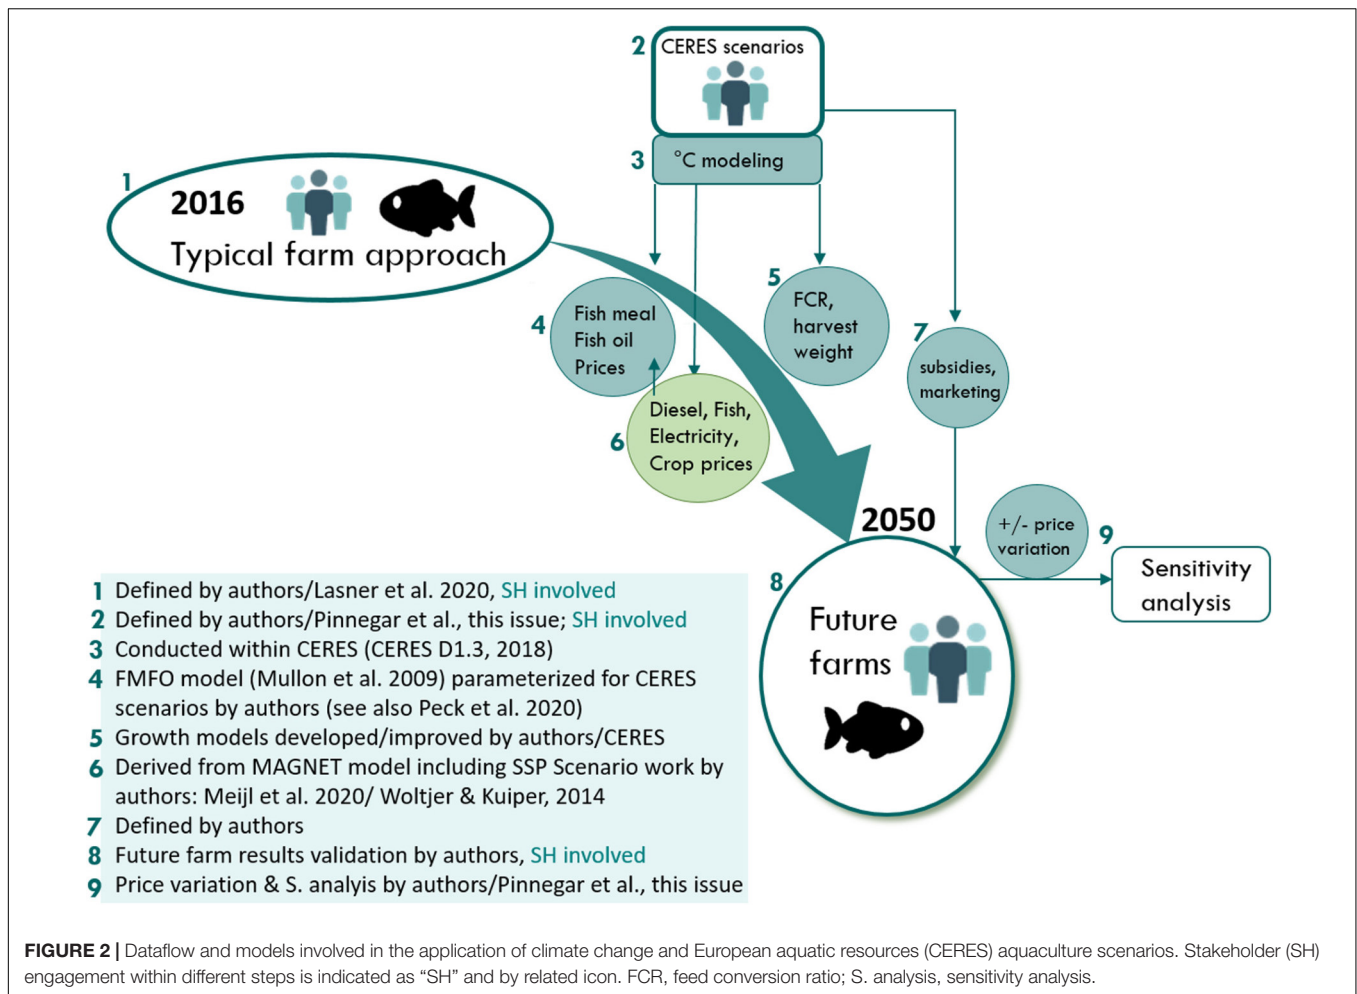 2 CERES scenarios
3 °C modeling
1
2016
Typical farm approach
4
Fish meal
Fish oil
Prices
5
FCR,
harvest
weight
7
subsidies,
marketing
6
Diesel, Fish,
Electricity,
Crop prices
2050
+/- price
variation
9
Sensitivity
analysis
8
Future
farms
1 Defined by authors/Lasner et al. 2020, SH involved
2 Defined by authors/Pinnegar et al., this issue; SH involved
3 Conducted within CERES (CERES D1.3, 2018)
4 FMFO model (Mullon et al. 2009) parameterized for CERES
scenarios by authors (see also Peck et al. 2020)
5 Growth models developed/improved by authors/CERES
6 Derived from MAGNET model including SSP Scenario work by
authors: Meijl et al. 2020/ Woltjer & Kuiper, 2014
7 Defined by authors
8 Future farm results validation by authors, SH involved
9 Price variation & S. analyis by authors/Pinnegar et al., this issue
FIGURE 2 | Dataflow and models involved in the application of climate change and European aquatic resources (CERES) aquaculture scenarios. Stakeholder (SH)
engagement within different steps is indicated as “SH” and by related icon. FCR, feed conversion ratio; S. analysis, sensitivity analysis.